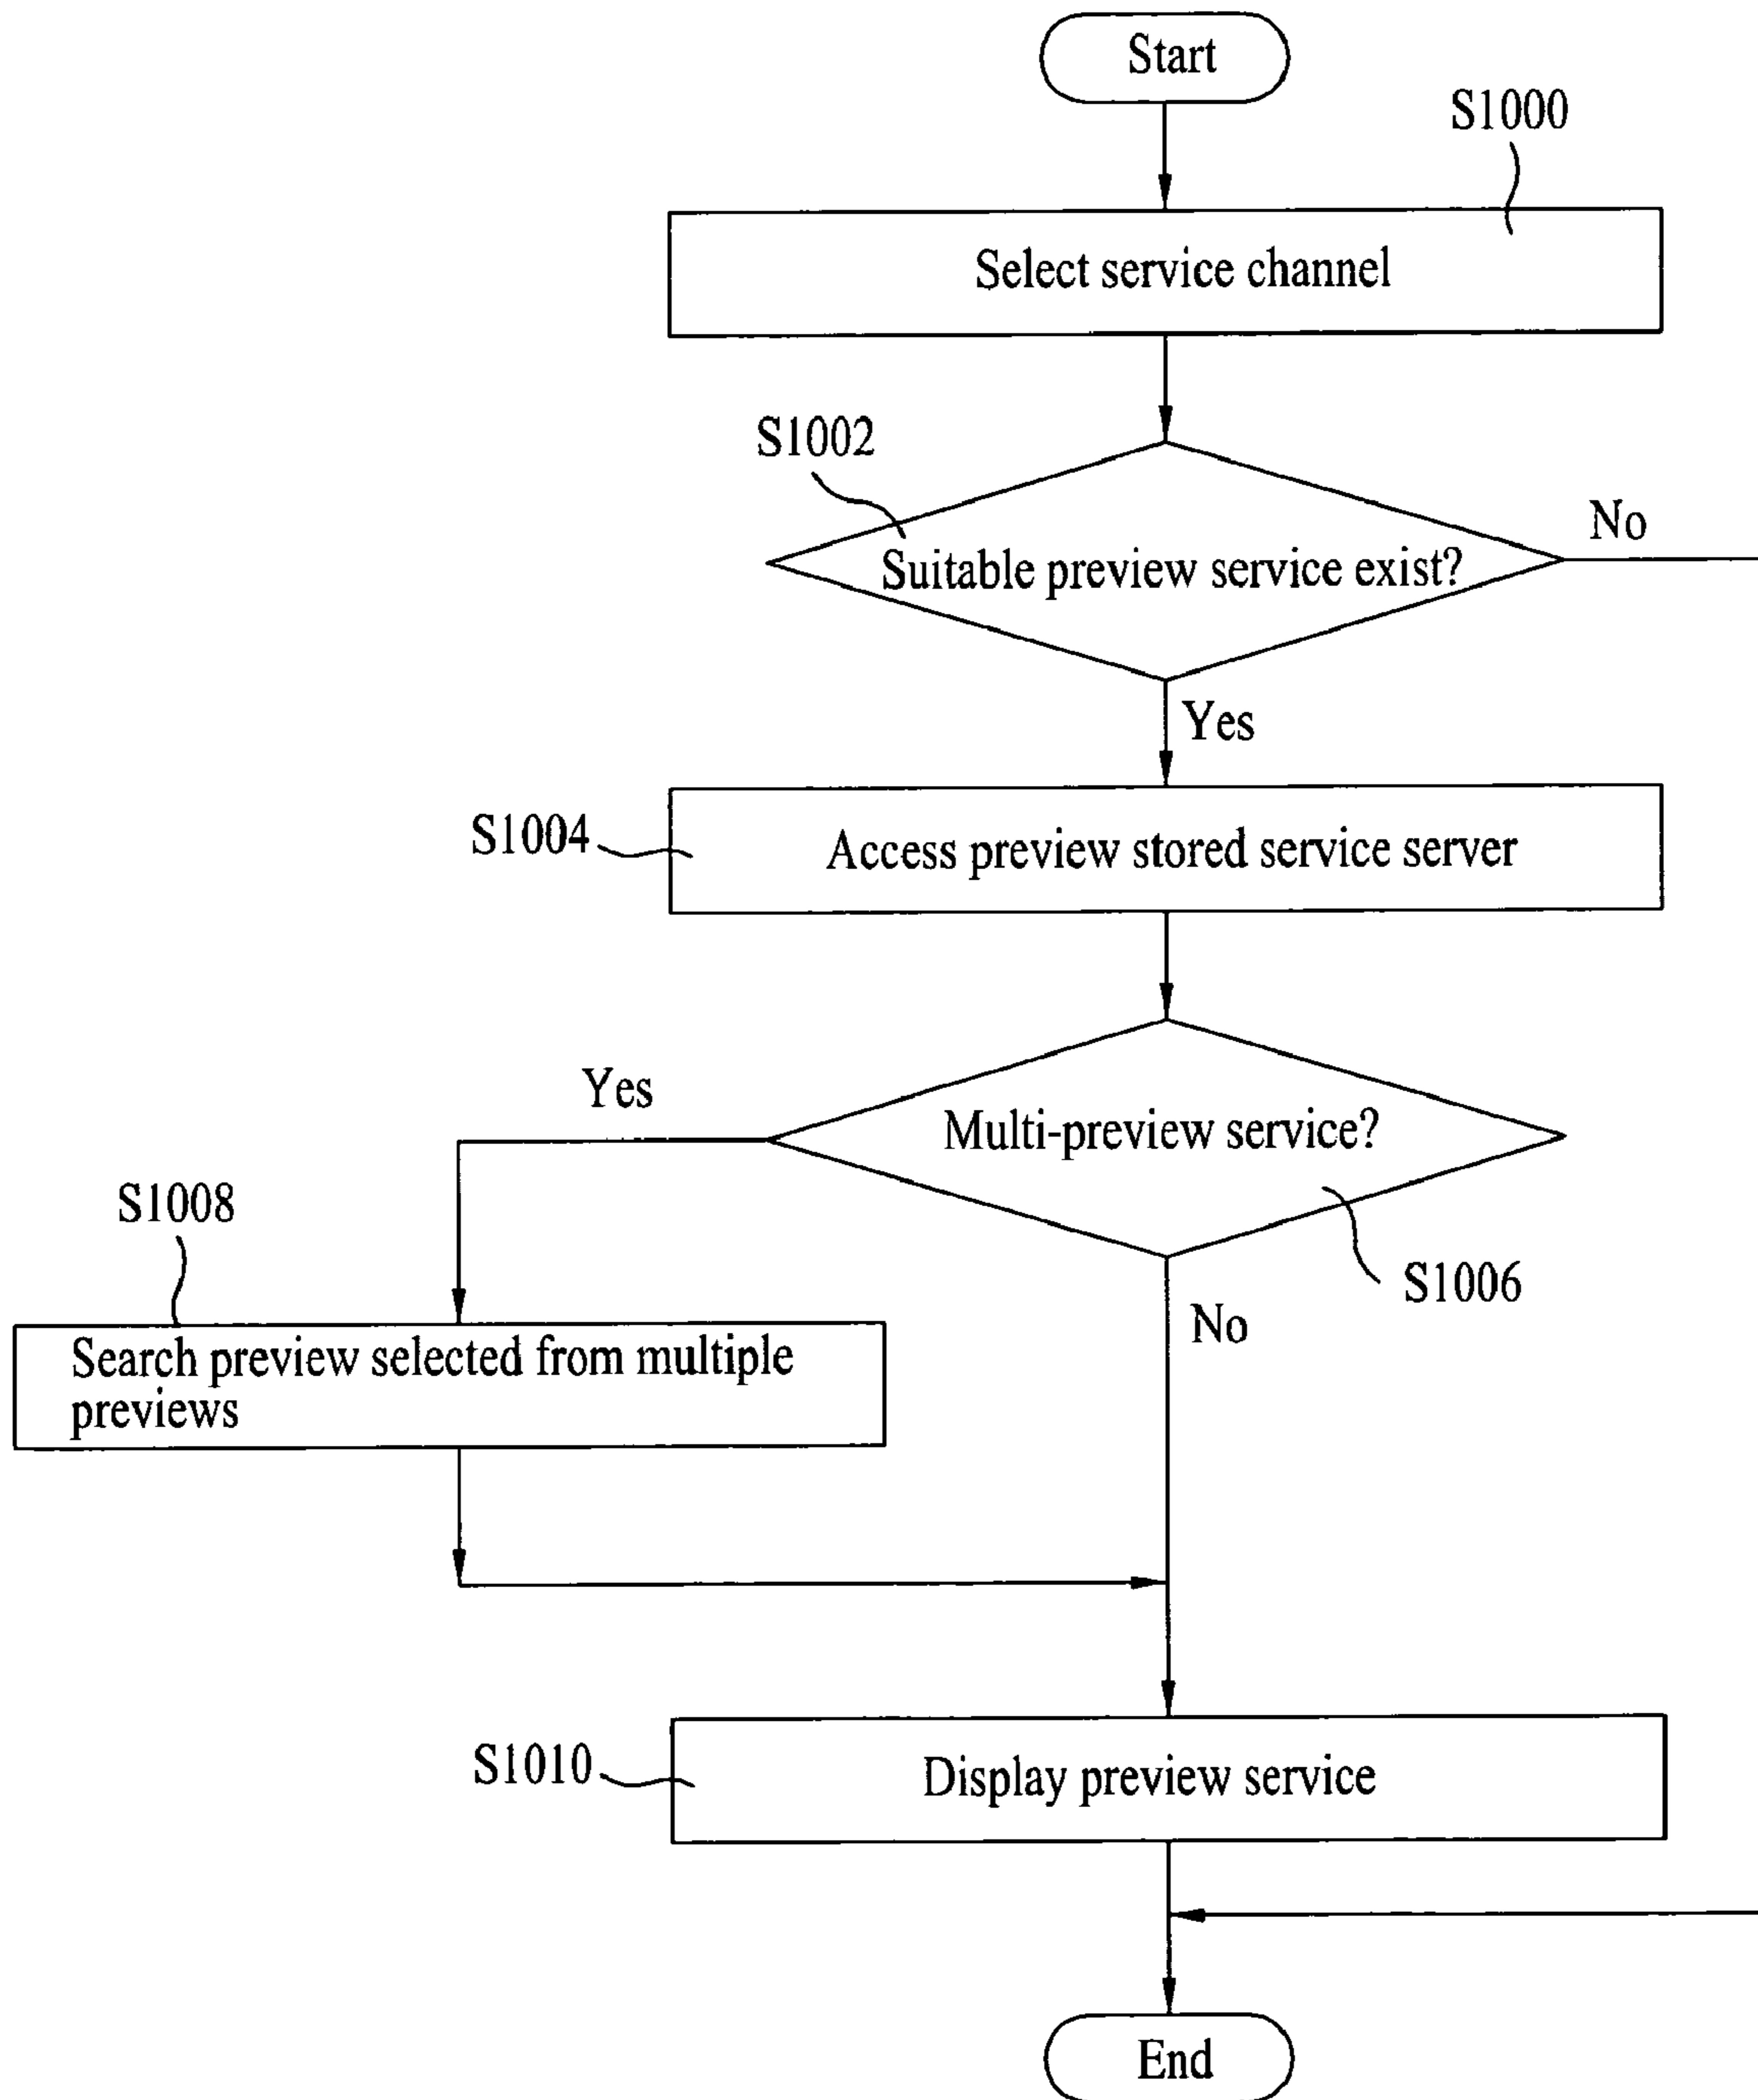 Start
S1000
Select service channel
S1002
No
Suitable preview service exist?
Yes
S1004
Access preview stored service server
Yes
Multi-preview service?
S1008
S1006
No
Search preview selected from multiple
previews
S1010
Display preview service
End